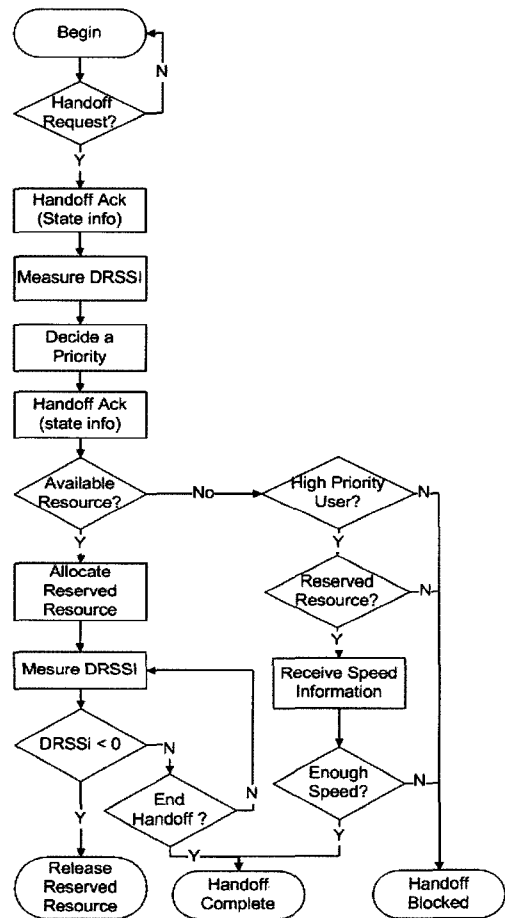 Begin
N
Handoff
Request?
Y
Handoff Ack
(State info)
Measure DRSSi
Decide a
Priority
Handoff Ack
(state info)
Available
Resource?
No
High Priority
User?
N
Y
Y
Allocate
Reserved
Resource
Reserved
Resource?
N
Y
Mesure DRSSI
Receive Speed
Information
DRSSi < 0
N
N
End
Handoff ?
Enough
Speed?
N
Y
Y
Y
Release
Reserved
Resource
Handoff
Complete
Handoff
Blocked